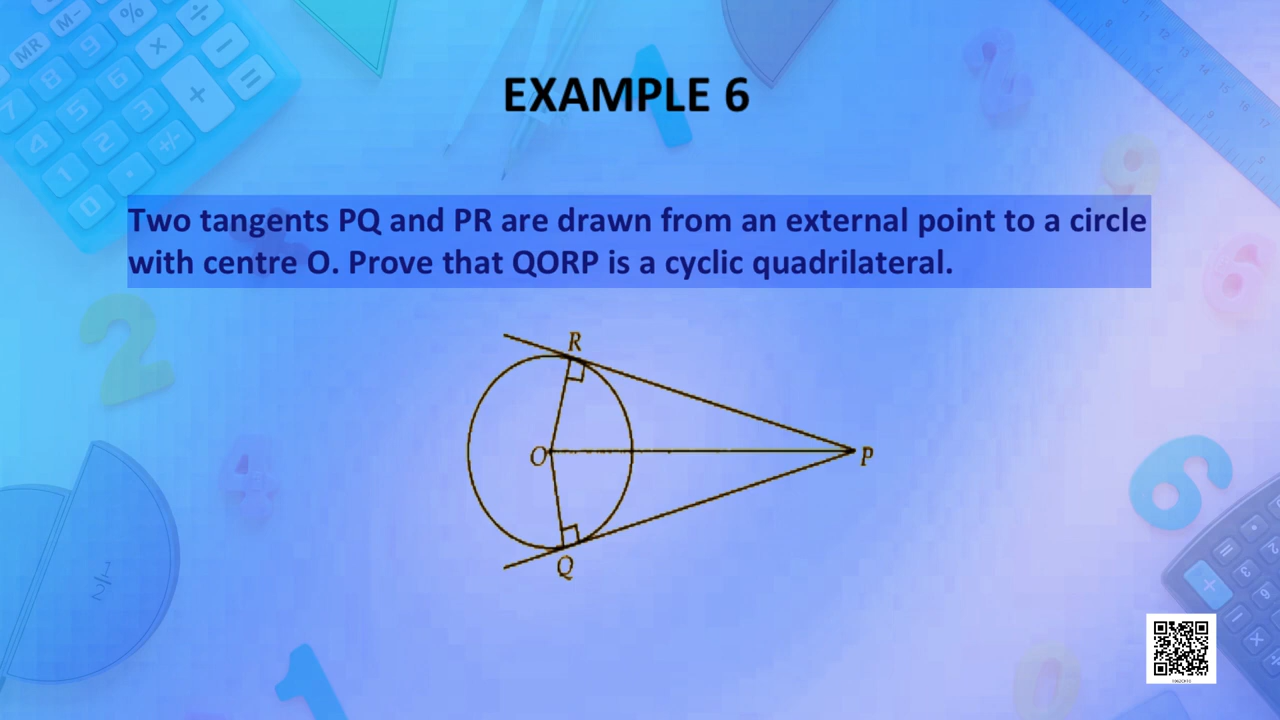 EXAMPLE 6
Two tangents PQ and PR are drawn from an external point to a circle
with centre O. Prove that QORP is a cyclic quadrilateral.
R
O
P
Q